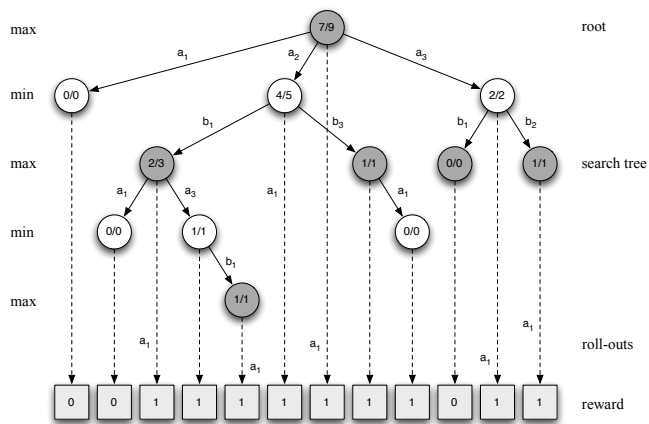 max 7/9 root
a1 a2 a3
min 0/0 4/5 2/2
b1 b3 b1 b2
max 2/3 1/1 0/0 1/1 search tree
a1 a3 a1 a1
min 0/0 1/1 0/0
b1
max 1/1
a1 a1 a1 a1 a1 roll-outs
0 0 1 1 1 1 1 1 1 0 1 1 reward